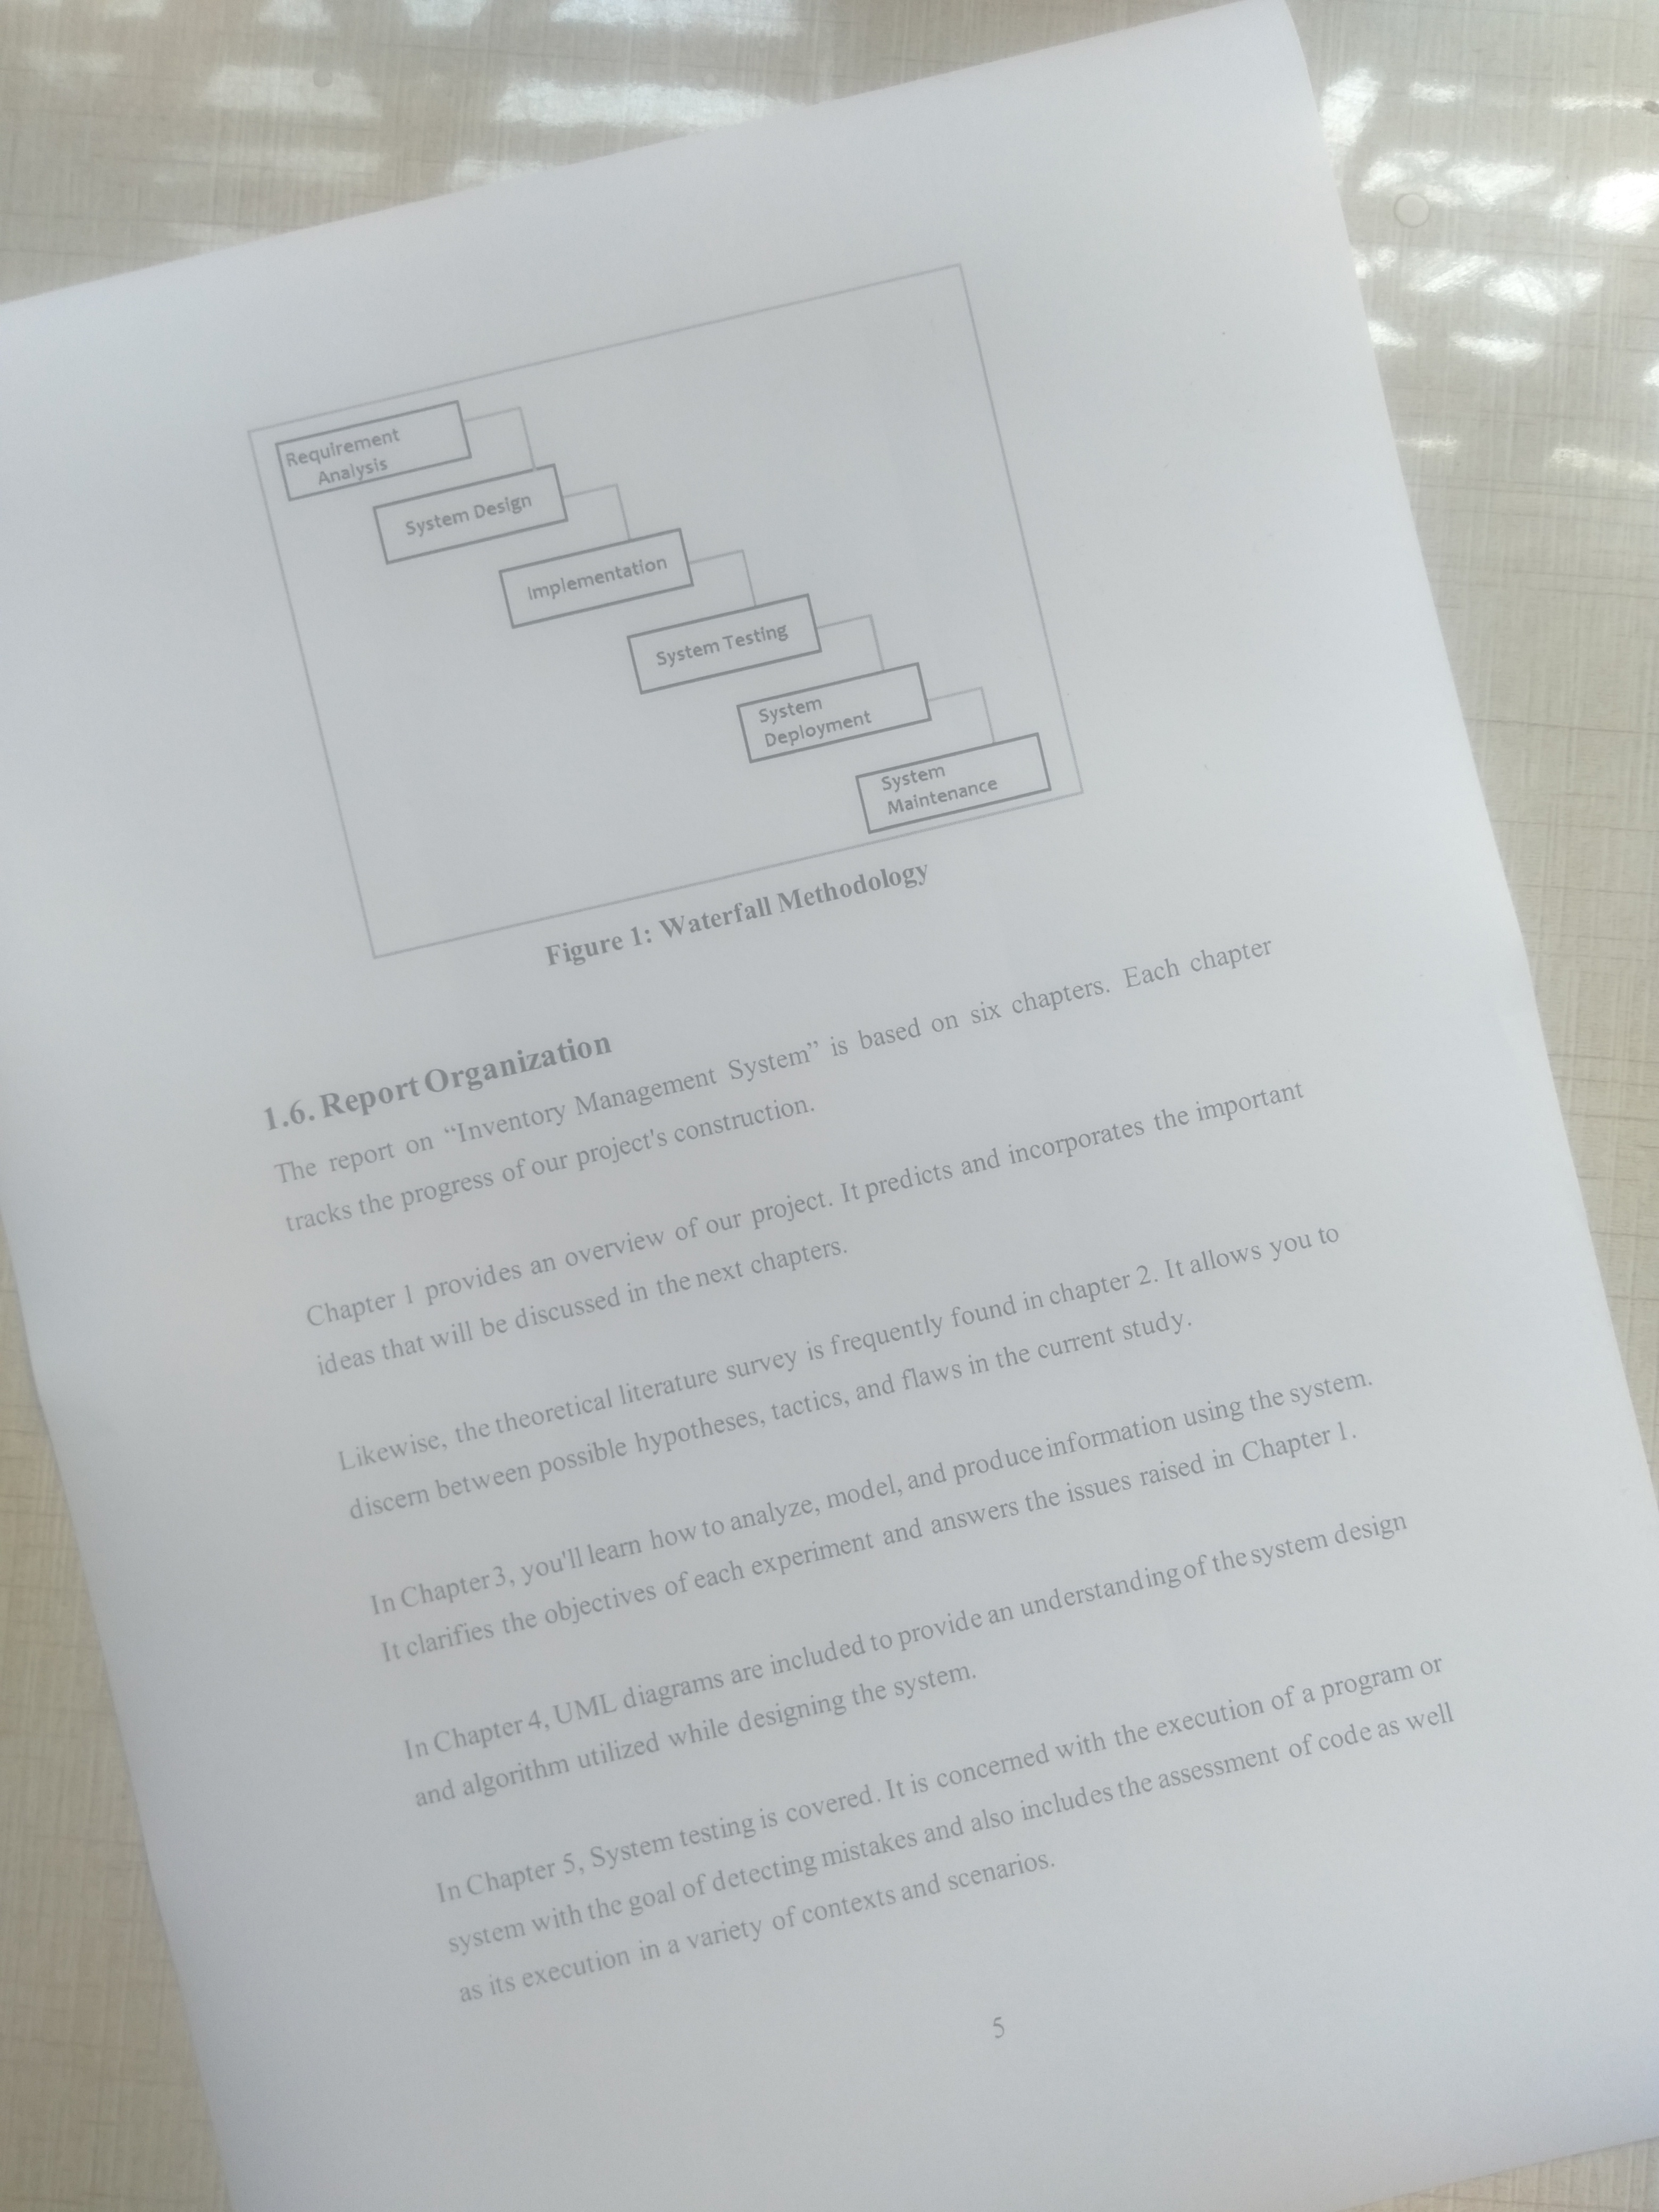 Requirement
Analysis
System Design
Implementation
System Testing
System
Deployment
System
Maintenance
Figure 1: Waterfall Methodology
1.6. Report Organization
The report on “Inventory Management System” is based on six chapters. Each chapter
tracks the progress of our project's construction.
Chapter 1 provides an overview of our project. It predicts and incorporates the important
ideas that will be discussed in the next chapters.
Likewise, the theoretical literature survey is frequently found in chapter 2. It allows you to
discern between possible hypotheses, tactics, and flaws in the current study.
In Chapter 3, you'll learn how to analyze, model, and produce information using the system.
It clarifies the objectives of each experiment and answers the issues raised in Chapter 1.
In Chapter 4, UML diagrams are included to provide an understanding of the system design
and algorithm utilized while designing the system.
In Chapter 5, System testing is covered. It is concerned with the execution of a program or
system with the goal of detecting mistakes and also includes the assessment of code as well
as its execution in a variety of contexts and scenarios.
5